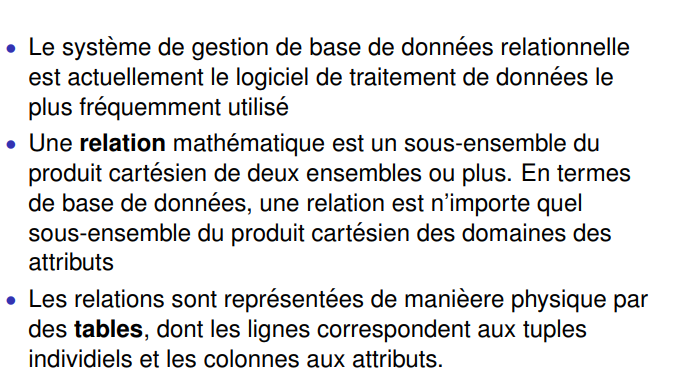 Le système de gestion de base de données relationnelle
est actuellement le logiciel de traitement de données le
plus fréquemment utilisé
Une relation mathématique est un sous-ensemble du
produit cartésien de deux ensembles ou plus. En termes
de base de données, une relation est n'importe quel
sous-ensemble du produit cartésien des domaines des
attributs
Les relations sont représentées de manièere physique par
des tables, dont les lignes correspondent aux tuples
individiels et les colonnes aux attributs.